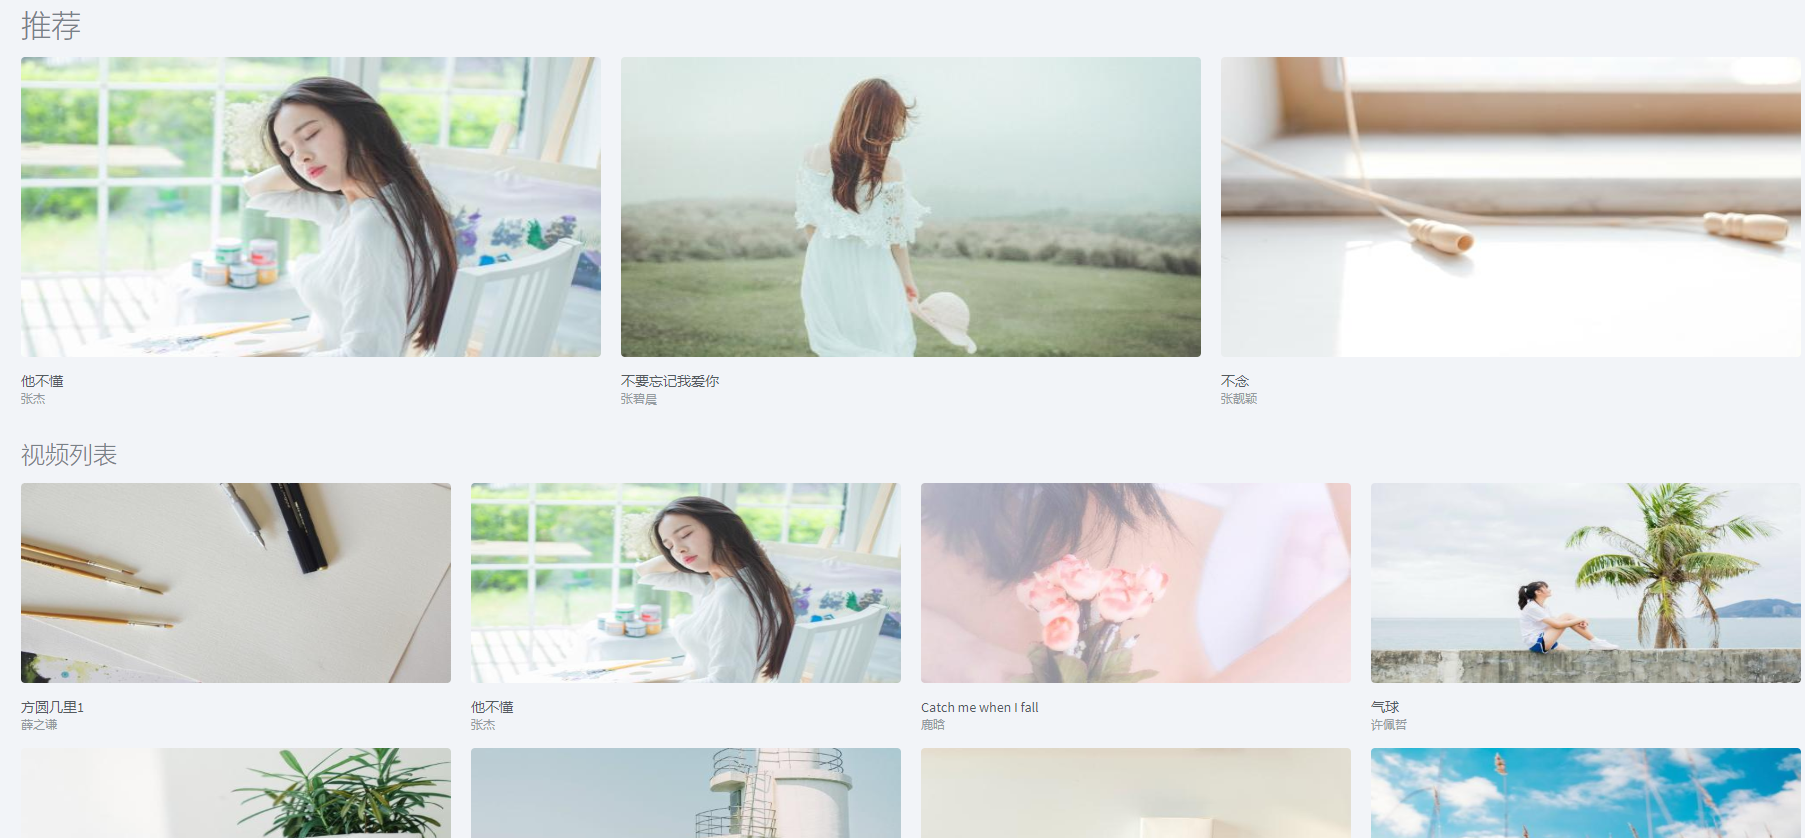 推荐
他不懂
张杰
不要忘记我爱你
张碧晨
不念
张靓颖
视频列表
方圆几里1
薛之谦
他不懂
张杰
Catch me when I fall
鹿晗
气球
许佩哲